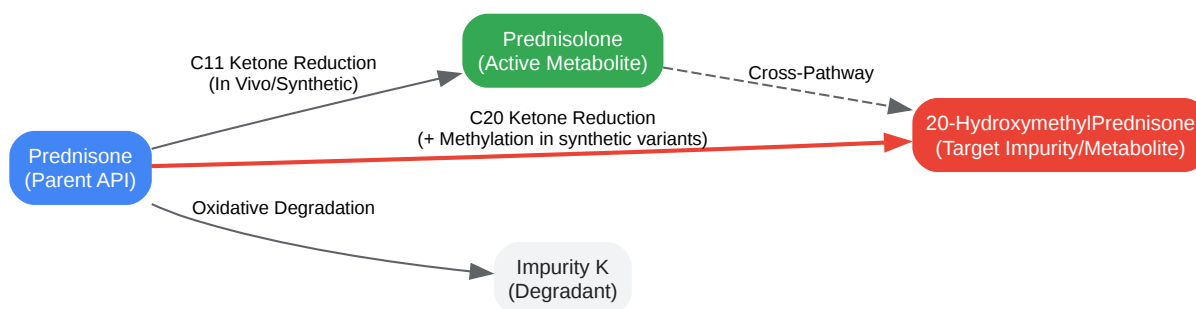 Prednisolone
(Active Metabolite)
C11 Ketone Reduction
(In Vivo/Synthetic)
Cross-Pathway
C20 Ketone Reduction
(+ Methylation in synthetic variants)
20-HydroxymethylPrednisone
(Target Impurity/Metabolite)
Prednisone
(Parent API)
Oxidative Degradation
Impurity K
(Degradant)